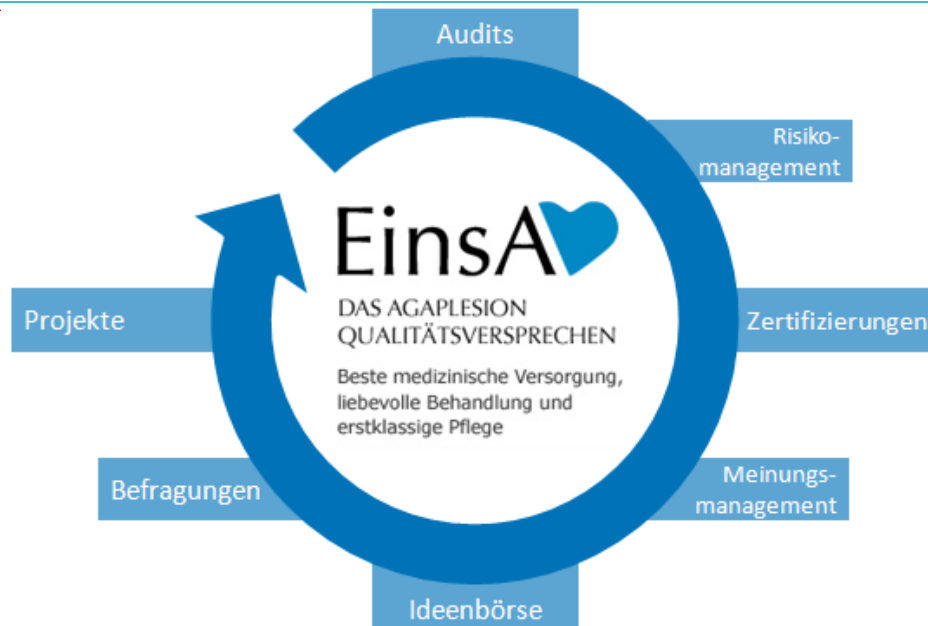 Audits
Risiko-
management
Zertifizierungen
Meinungs-
management
Ideenbörse
Befragungen
Projekte
EinsA
DAS AGAPLESION
QUALITÄTSVERSPRECHEN
Beste medizinische Versorgung,
liebevolle Behandlung und
erstklassige Pflege